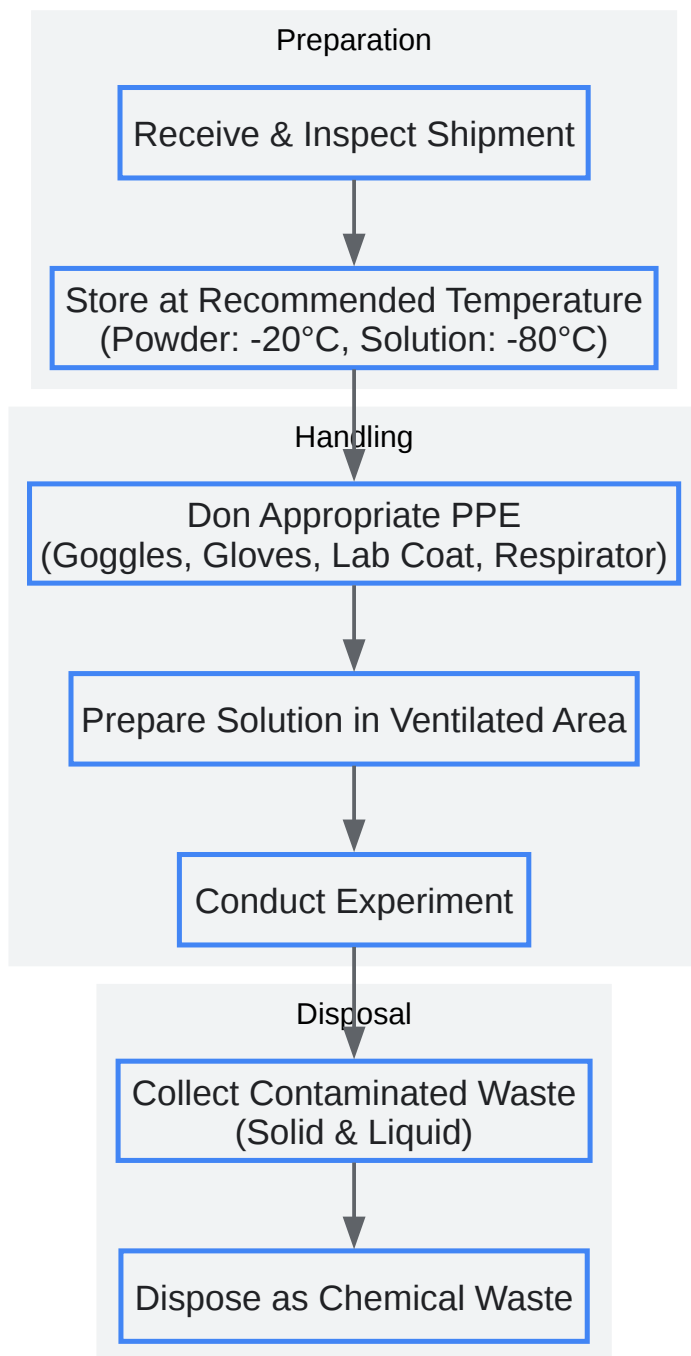 Preparation
Receive & Inspect Shipment
Store at Recommended Temperature
(Powder: -20°C, Solution: -80°C)
Handling
Don Appropriate PPE
(Goggles, Gloves, Lab Coat, Respirator)
Prepare Solution in Ventilated Area
Conduct Experiment
Disposal
Collect Contaminated Waste
(Solid & Liquid)
Dispose as Chemical Waste